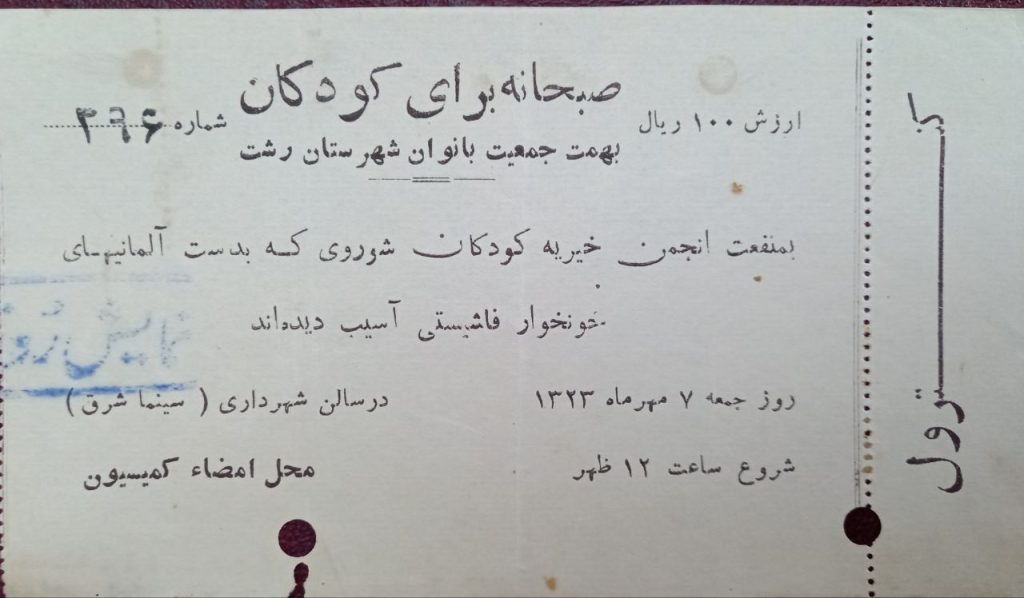 صبحانه برای کودکان
ارزش ۱۰۰ ریال
شماره ۳۹۶
بهمت جمعیت بانوان شهرستان رشت
بمنفعت انجمن خیریه کودکان شوروی که بدست آلمانیهای
خونخوار فاشیستی آسیب دیده‌اند
روز جمعه ۷ مهرماه ۱۳۲۳
درسالن شهرداری ( سینما شرق )
شروع ساعت ۱۲ ظهر
محل امضاء کمیسیون
کنترول